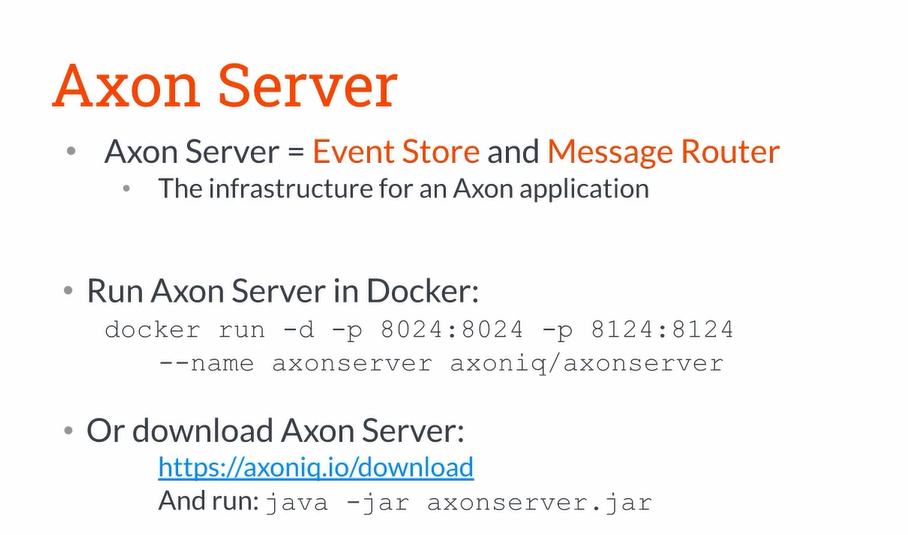 Axon Server
• Axon Server = Event Store and Message Router
• The infrastructure for an Axon application
• Run Axon Server in Docker:
docker run -d -p 8024:8024 -p 8124:8124
--name axonserver axoniq/axonserver
• Or download Axon Server:
https://axoniq.io/download
And run: java -jar axonserver.jar